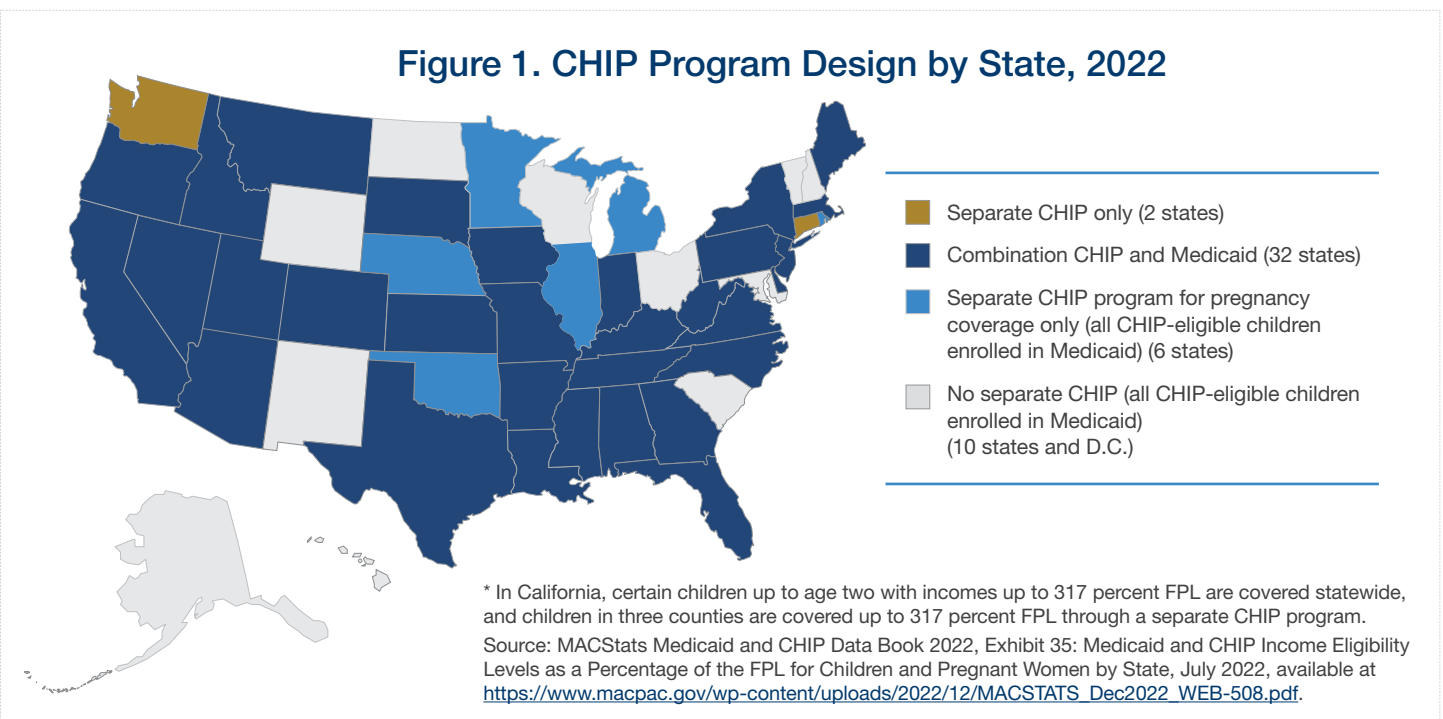 Figure 1. CHIP Program Design by State, 2022
Separate CHIP only (2 states)
Combination CHIP and Medicaid (32 states)
Separate CHIP program for pregnancy
coverage only (all CHIP-eligible children
enrolled in Medicaid) (6 states)
No separate CHIP (all CHIP-eligible children
enrolled in Medicaid)
(10 states and D.C.)
* In California, certain children up to age two with incomes up to 317 percent FPL are covered statewide,
and children in three counties are covered up to 317 percent FPL through a separate CHIP program.
Source: MACStats Medicaid and CHIP Data Book 2022, Exhibit 35: Medicaid and CHIP Income Eligibility
Levels as a Percentage of the FPL for Children and Pregnant Women by State, July 2022, available at
https://www.macpac.gov/wp-content/uploads/2022/12/MACSTATS_Dec2022_WEB-508.pdf.